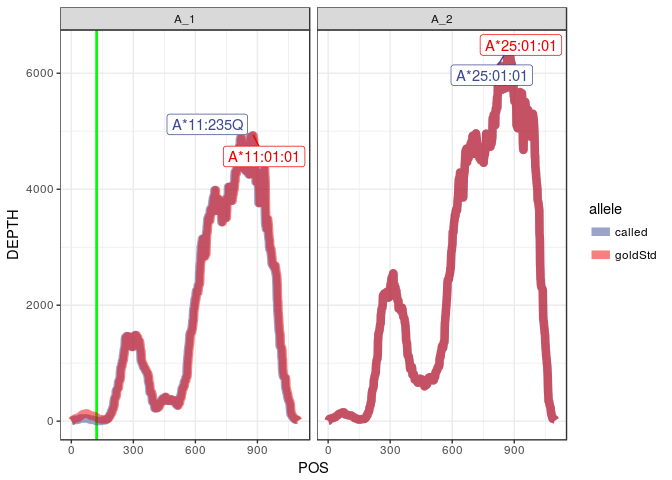 A_1
A_2
A*25:01:01
6000
A*25:01:01
A*11:235Q
A*11:01:01
4000
DEPTH
allele
called
goldStd
2000
0
0
300
600
900
0
300
600
900
POS